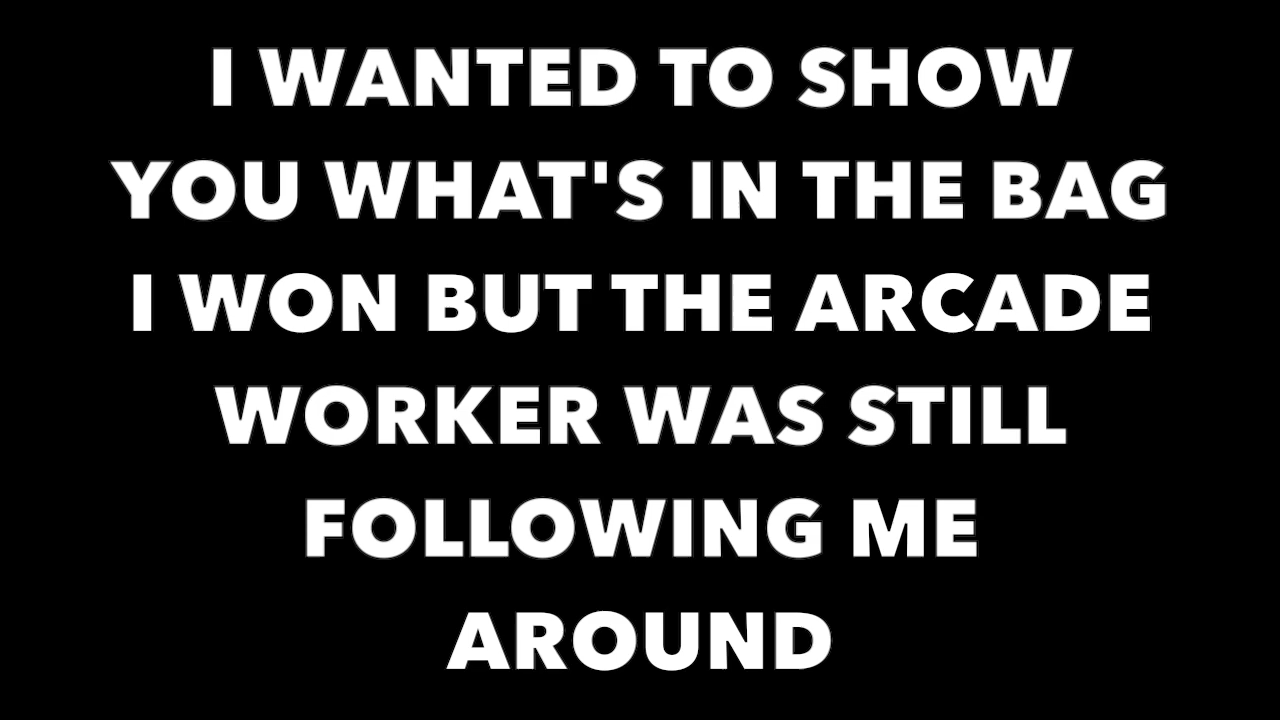 I WANTED TO SHOW
YOU WHAT'S IN THE BAG
I WON BUT THE ARCADE
WORKER WAS STILL
FOLLOWING ME
AROUND